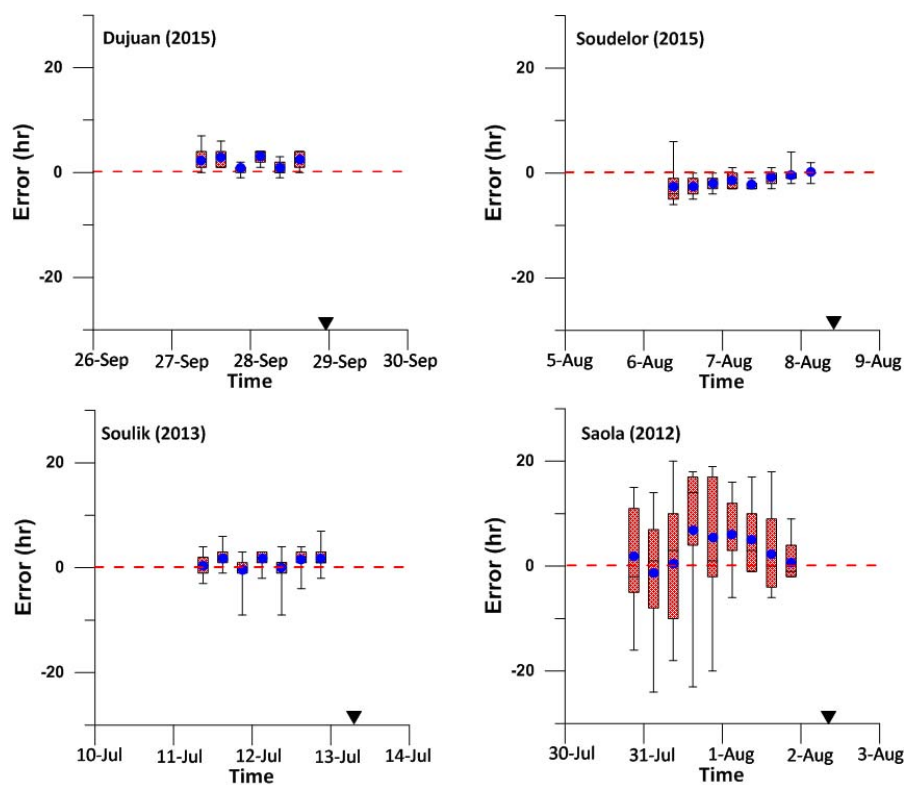 Dujuan (2015)
Error (hr)
20
0
-20
26-Sep 27-Sep 28-Sep 29-Sep 30-Sep
Time
Soudelor (2015)
Error (hr)
20
0
-20
5-Aug 6-Aug 7-Aug 8-Aug 9-Aug
Time
Soulik (2013)
Error (hr)
20
0
-20
10-Jul 11-Jul 12-Jul 13-Jul 14-Jul
Time
Saola (2012)
Error (hr)
20
0
-20
30-Jul 31-Jul 1-Aug 2-Aug 3-Aug
Time